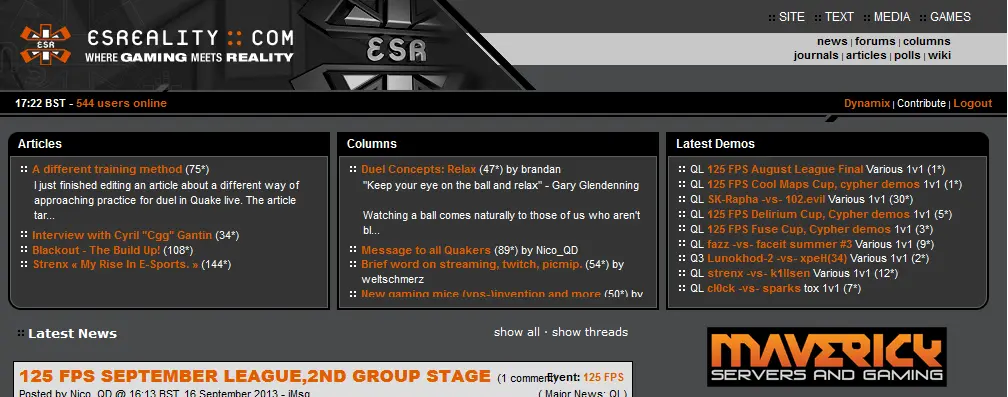 :: SITE :: TEXT :: MEDIA :: GAMES
ESR
ESREALITY :: COM
WHERE GAMING MEETS REALITY
ESR
news | forums | columns
journals | articles | polls | wiki
17:22 BST - 544 users online
Dynamix | Contribute | Logout
Articles
:: A different training method (75*)
I just finished editing an article about a different way of
approaching practice for duel in Quake live. The article
tar...
:: Interview with Cyril "Cgg" Gantin (34*)
:: Blackout - The Build Up! (108*)
:: Strenx « My Rise In E-Sports. » (144*)
Columns
:: Duel Concepts: Relax (47*) by brandan
"Keep your eye on the ball and relax" - Gary Glendenning
Watching a ball comes naturally to those of us who aren't
bl...
:: Message to all Quakers (89*) by Nico_QD
:: Brief word on streaming, twitch, picmip. (54*) by
weltschmerz
:: New gaming mice (vps-)invention and more (50*) by
Latest Demos
:: QL 125 FPS August League Final Various 1v1 (1*)
:: QL 125 FPS Cool Maps Cup, cypher demos 1v1 (1*)
:: QL SK-Rapha -vs- 102.evil Various 1v1 (30*)
:: QL 125 FPS Delirium Cup, Cypher demos 1v1 (5*)
:: QL 125 FPS Fuse Cup, Cypher demos 1v1 (3*)
:: QL fazz -vs- faceit summer #3 Various 1v1 (9*)
:: Q3 Lunokhod-2 -vs- xpeH(34) Various 1v1 (2*)
:: QL strenx -vs- k1llsen Various 1v1 (12*)
:: QL cl0ck -vs- sparks tox 1v1 (7*)
:: Latest News
show all · show threads
125 FPS SEPTEMBER LEAGUE,2ND GROUP STAGE (1 comment)
Event: 125 FPS
Posted by Nico_QD @ 16:13 BST, 16 September 2013 - iMsg
( Major News: QL )
MAVERICK
SERVERS AND GAMING